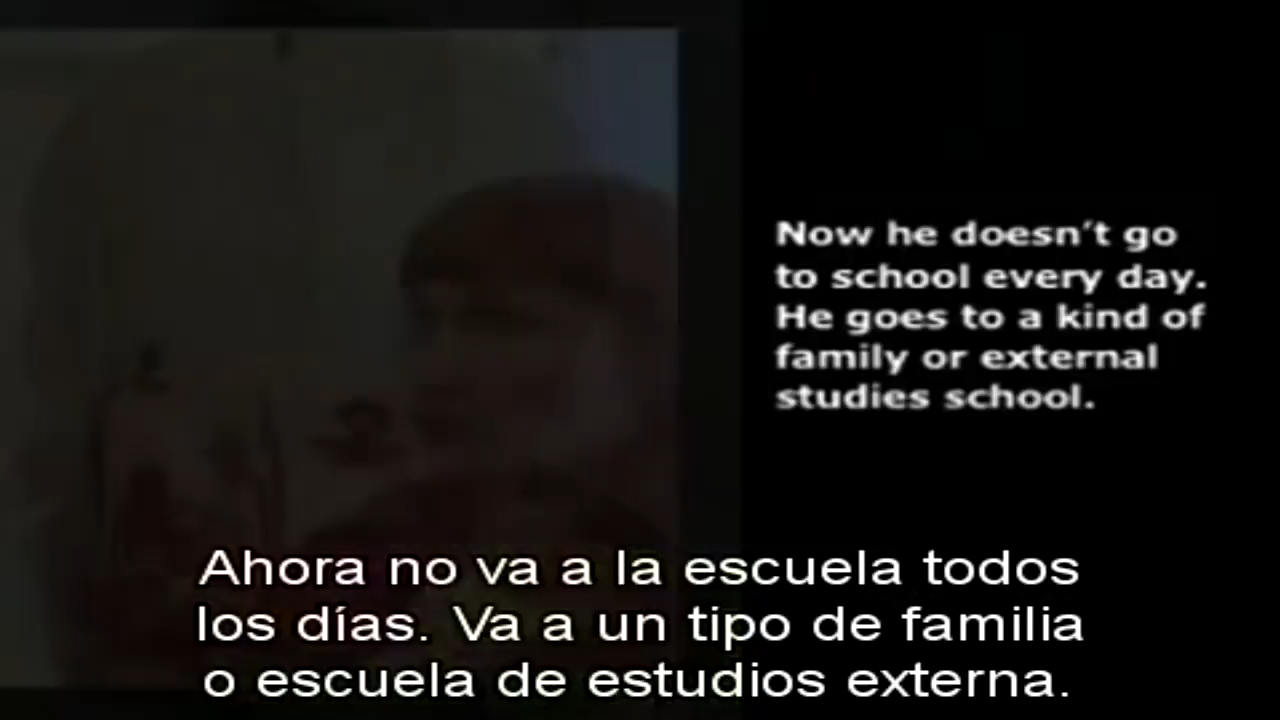 Now he doesn't go
to school every day.
He goes to a kind of
family or external
studies school.
Ahora no va a la escuela todos
los días. Va a un tipo de familia
o escuela de estudios externa.